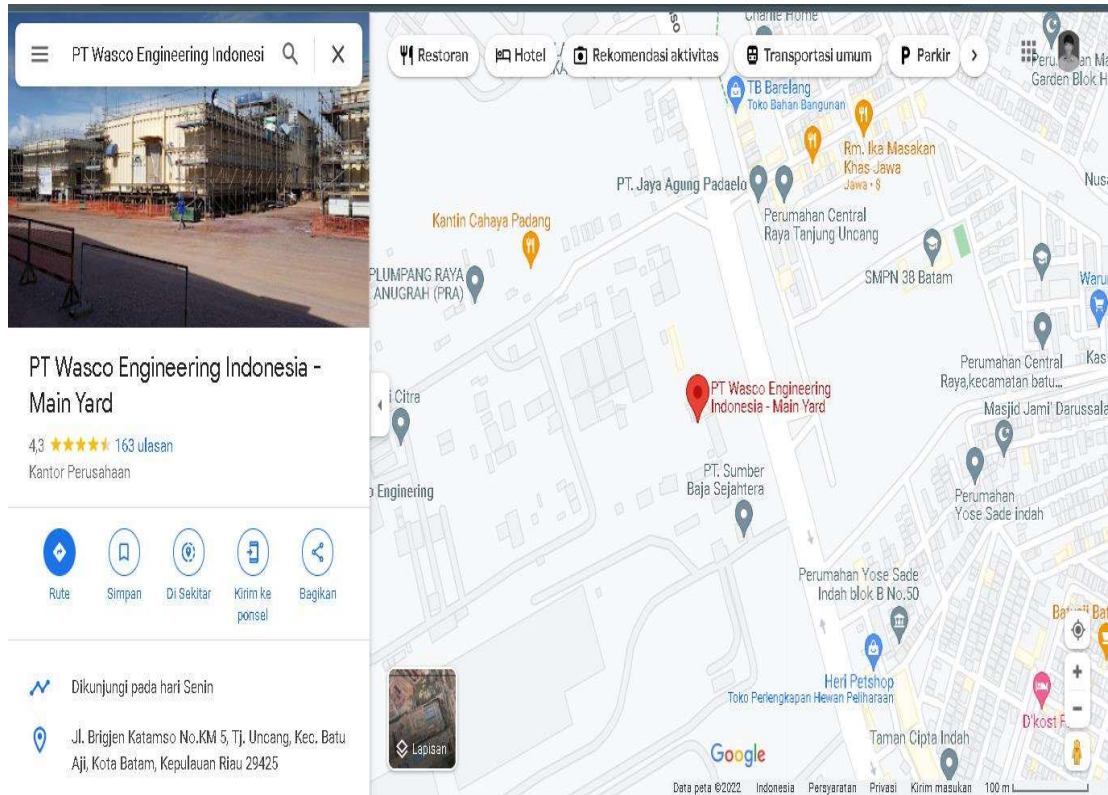 PT Wasco Engineering Indonesi
PT Wasco Engineering Indonesia -
Main Yard
4,3
163 ulasan
Kantor Perusahaan
Rute
Simpan
Di Sekitar
Kirim ke
ponsel
Bagikan
Dikunjungi pada hari Senin
Jl. Brigjen Katamso No.KM 5, Tj. Uncang, Kec. Batu
Aji, Kota Batam, Kepulauan Riau 29425
Restoran
Hotel
Rekomendasi aktivitas
Transportasi umum
P Parkir
Charlie Home
so
Garden Blok H
TB Barelang
Toko Bahan Bangunan
Rm. Ika Masakan
Khas Jawa
Jawa • $
PT. Jaya Agung Padaelo
Perumahan Central
Raya Tanjung Uncang
Nusa
Kantin Cahaya Padang
PLUMPANG RAYA
ANUGRAH (PRA)
SMPN 38 Batam
Waru
Perumahan Central
Raya,kecamatan batu...
Kas
PT Wasco Engineering
Indonesia - Main Yard
i Citra
Masjid Jami' Darussala
PT. Sumber
Baja Sejahtera
o Enginering
Perumahan
Yose Sade indah
Perumahan Yose Sade
Indah blok B No.50
Heri Petshop
Toko Perlengkapan Hewan Peliharaan
D'kost
Taman Cipta Indah
Lapisan
Google
Data peta ©2022
Indonesia
Persyaratan
Privasi
Kirim masukan
100 m